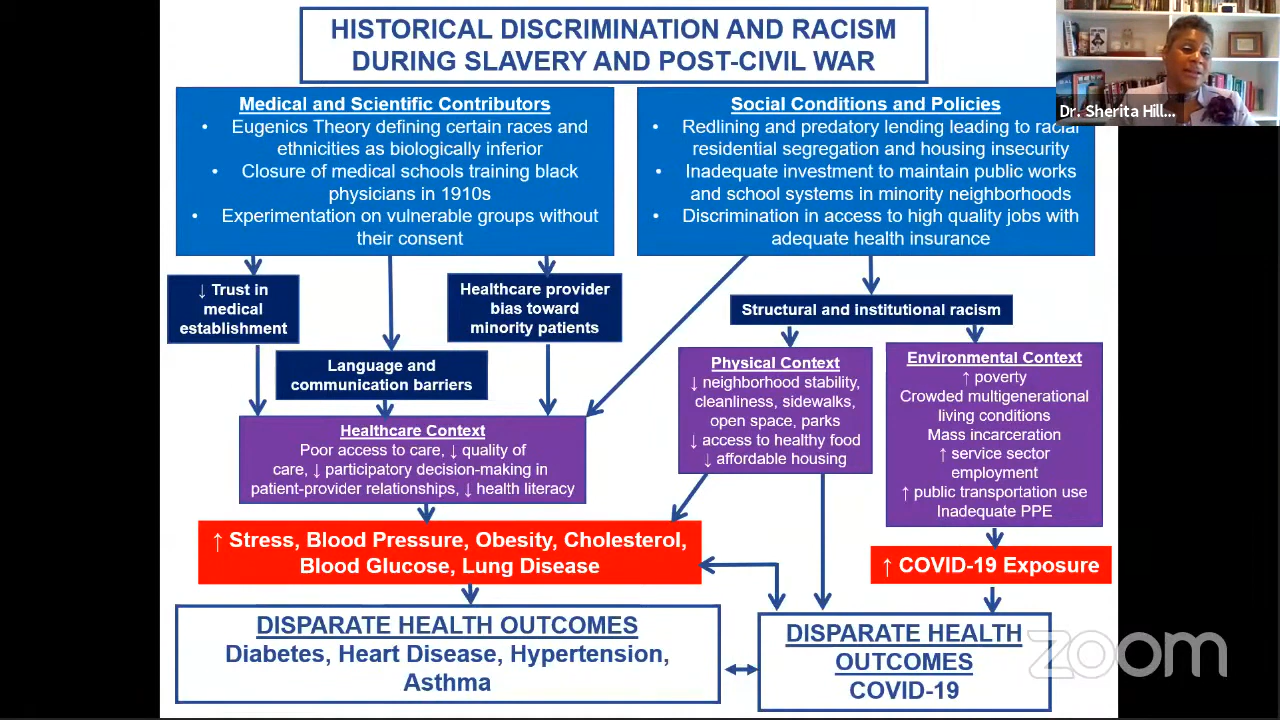 HISTORICAL DISCRIMINATION AND RACISM
DURING SLAVERY AND POST-CIVIL WAR
Dr. Sherita Hill...
Medical and Scientific Contributors
• Eugenics Theory defining certain races and
ethnicities as biologically inferior
• Closure of medical schools training black
physicians in 1910s
• Experimentation on vulnerable groups without
their consent
Social Conditions and Policies
• Redlining and predatory lending leading to racial
residential segregation and housing insecurity
• Inadequate investment to maintain public works
and school systems in minority neighborhoods
• Discrimination in access to high quality jobs with
adequate health insurance
↓ Trust in
medical
establishment
Healthcare provider
bias toward
minority patients
Language and
communication barriers
Structural and institutional racism
Healthcare Context
Poor access to care, ↓ quality of
care, ↓ participatory decision-making in
patient-provider relationships, ↓ health literacy
Physical Context
↓ neighborhood stability,
cleanliness, sidewalks,
open space, parks
↓ access to healthy food
↓ affordable housing
Environmental Context
↑ poverty
Crowded multigenerational
living conditions
Mass incarceration
↑ service sector
employment
↑ public transportation use
Inadequate PPE
↑ Stress, Blood Pressure, Obesity, Cholesterol,
Blood Glucose, Lung Disease
↑ COVID-19 Exposure
DISPARATE HEALTH OUTCOMES
Diabetes, Heart Disease, Hypertension,
Asthma
DISPARATE HEALTH
OUTCOMES
COVID-19
zoom